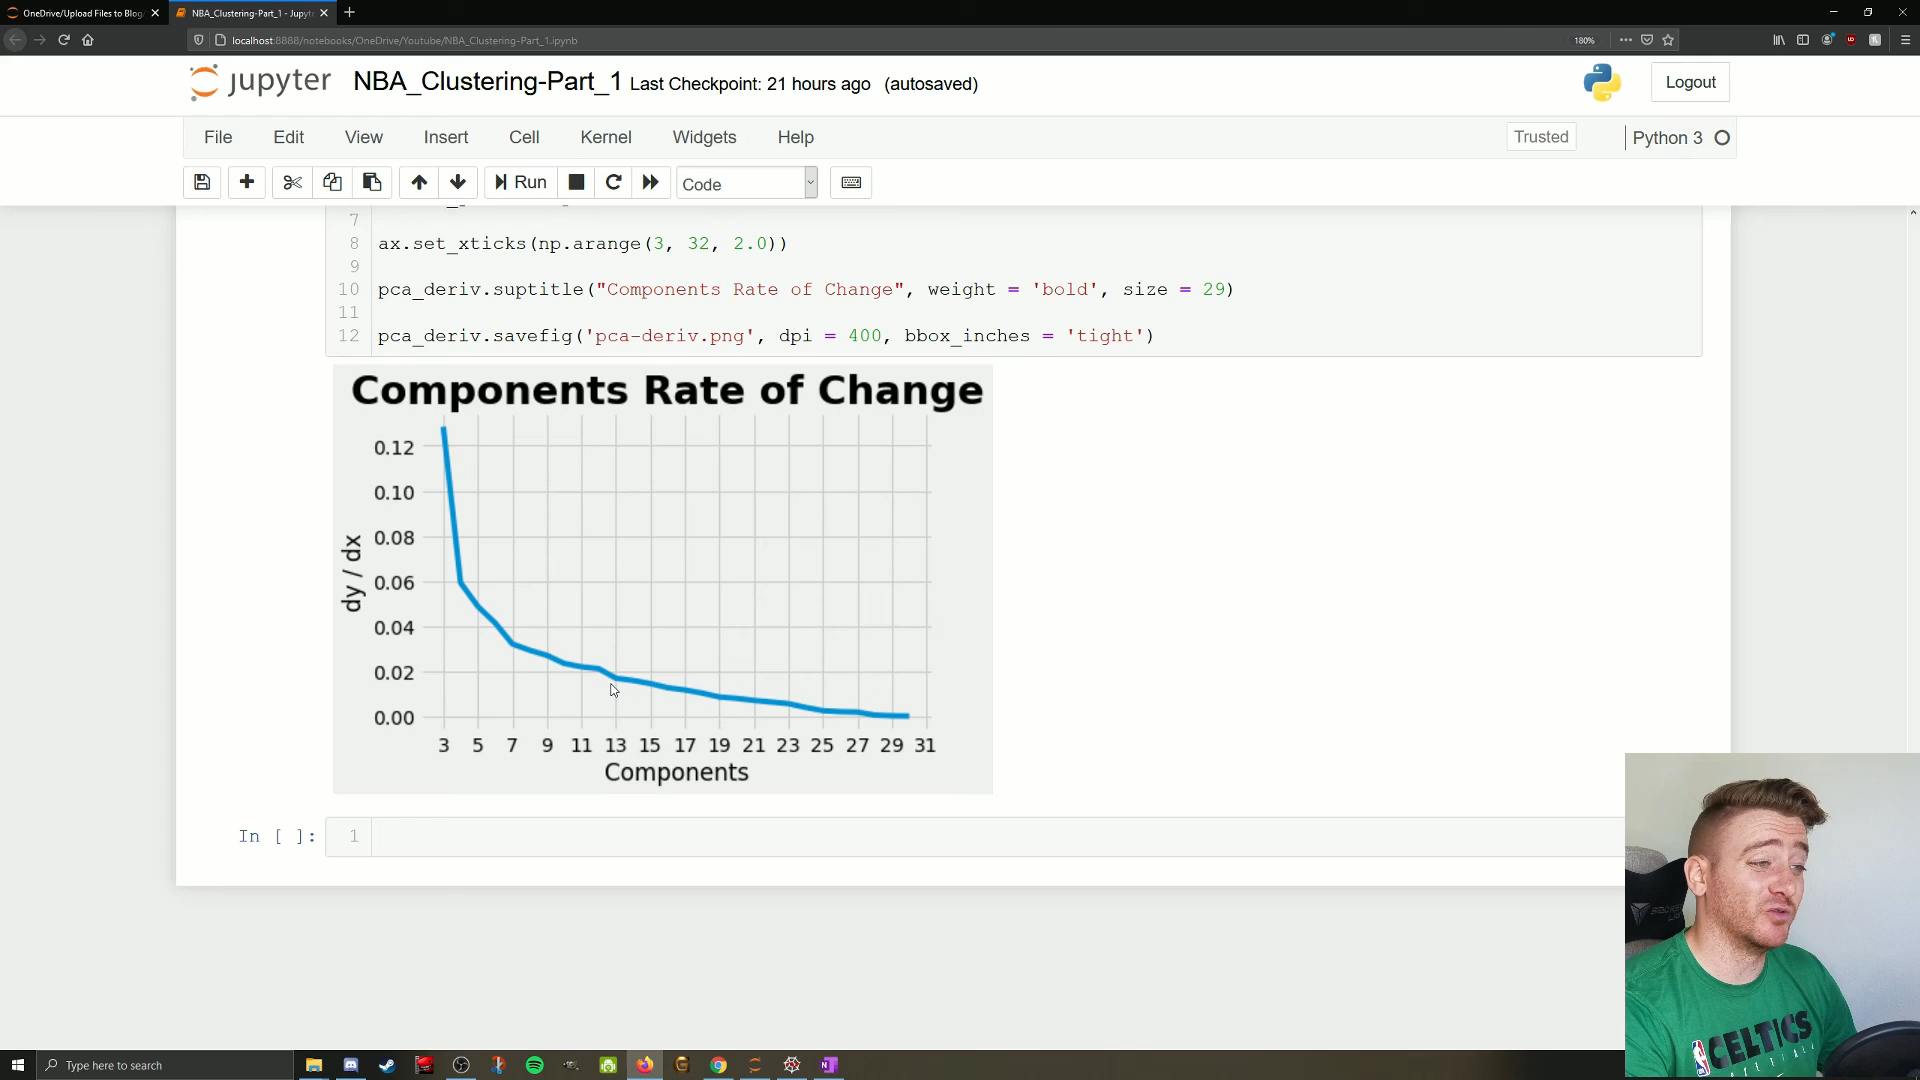 OneDrive/Upload Files to Blog/
NBA_Clustering-Part_1 - Jupyt
localhost:8888/notebooks/OneDrive/Youtube/NBA_Clustering-Part_1.ipynb
180%
jupyter NBA_Clustering-Part_1 Last Checkpoint: 21 hours ago (autosaved)
Logout
File Edit View Insert Cell Kernel Widgets Help
Trusted
Python 3
Run
Code
7
8 ax.set_xticks(np.arange(3, 32, 2.0))
9
10 pca_deriv.suptitle("Components Rate of Change", weight = 'bold', size = 29)
11
12 pca_deriv.savefig('pca-deriv.png', dpi = 400, bbox_inches = 'tight')
Components Rate of Change
0.12
0.10
0.08
0.06
0.04
0.02
0.00
dy / dx
3 5 7 9 11 13 15 17 19 21 23 25 27 29 31
Components
In [ ]: 1
CELTICS
Type here to search